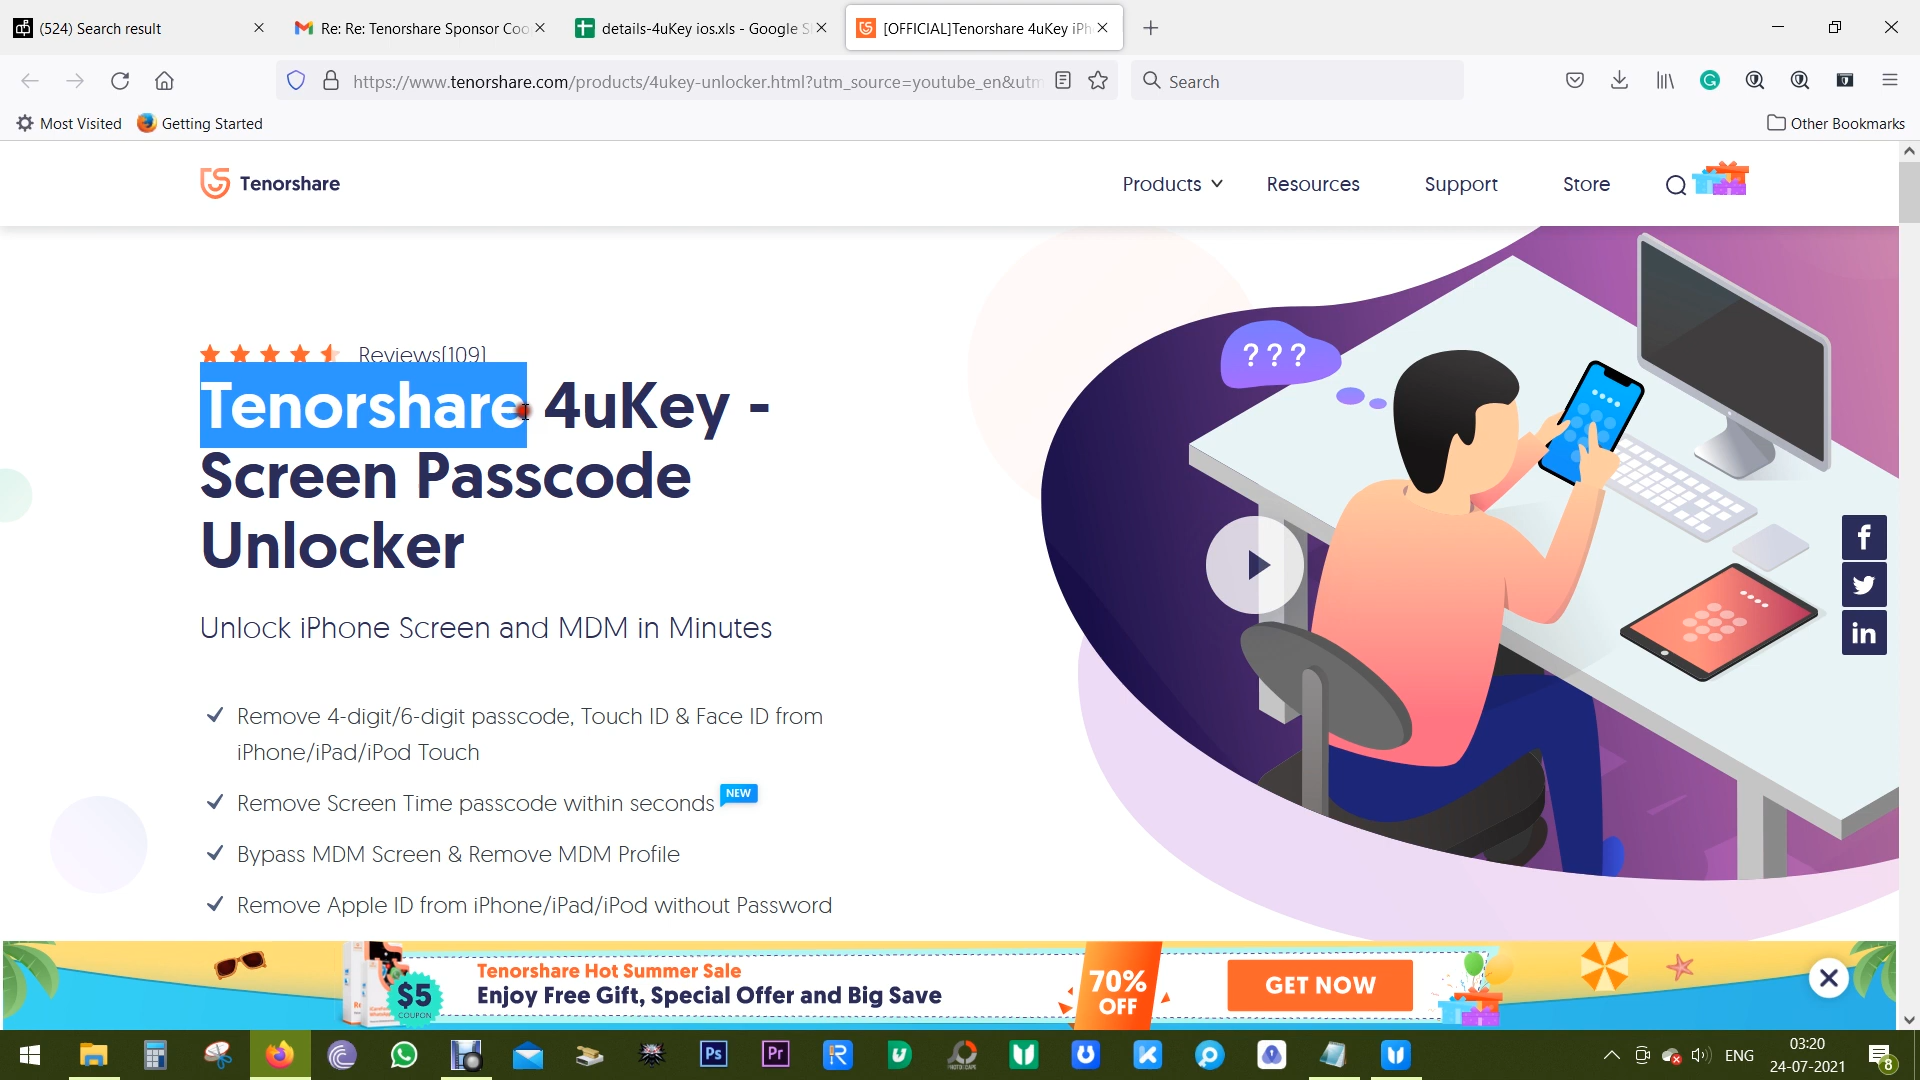 (524) Search result
Re: Re: Tenorshare Sponsor Coo
details-4uKey ios.xls - Google S
[OFFICIAL]Tenorshare 4uKey iPh
https://www.tenorshare.com/products/4ukey-unlocker.html?utm_source=youtube_en&utm
Search
Most Visited
Getting Started
Other Bookmarks
Tenorshare
Products
Resources
Support
Store
Reviews(109)
Tenorshare 4uKey -
Screen Passcode
Unlocker
Unlock iPhone Screen and MDM in Minutes
Remove 4-digit/6-digit passcode, Touch ID & Face ID from
iPhone/iPad/iPod Touch
Remove Screen Time passcode within seconds NEW
Bypass MDM Screen & Remove MDM Profile
Remove Apple ID from iPhone/iPad/iPod without Password
???
f
in
$5
COUPON
Tenorshare Hot Summer Sale
Enjoy Free Gift, Special Offer and Big Save
70%
OFF
GET NOW
Ps
Pr
ENG
03:20
24-07-2021
8